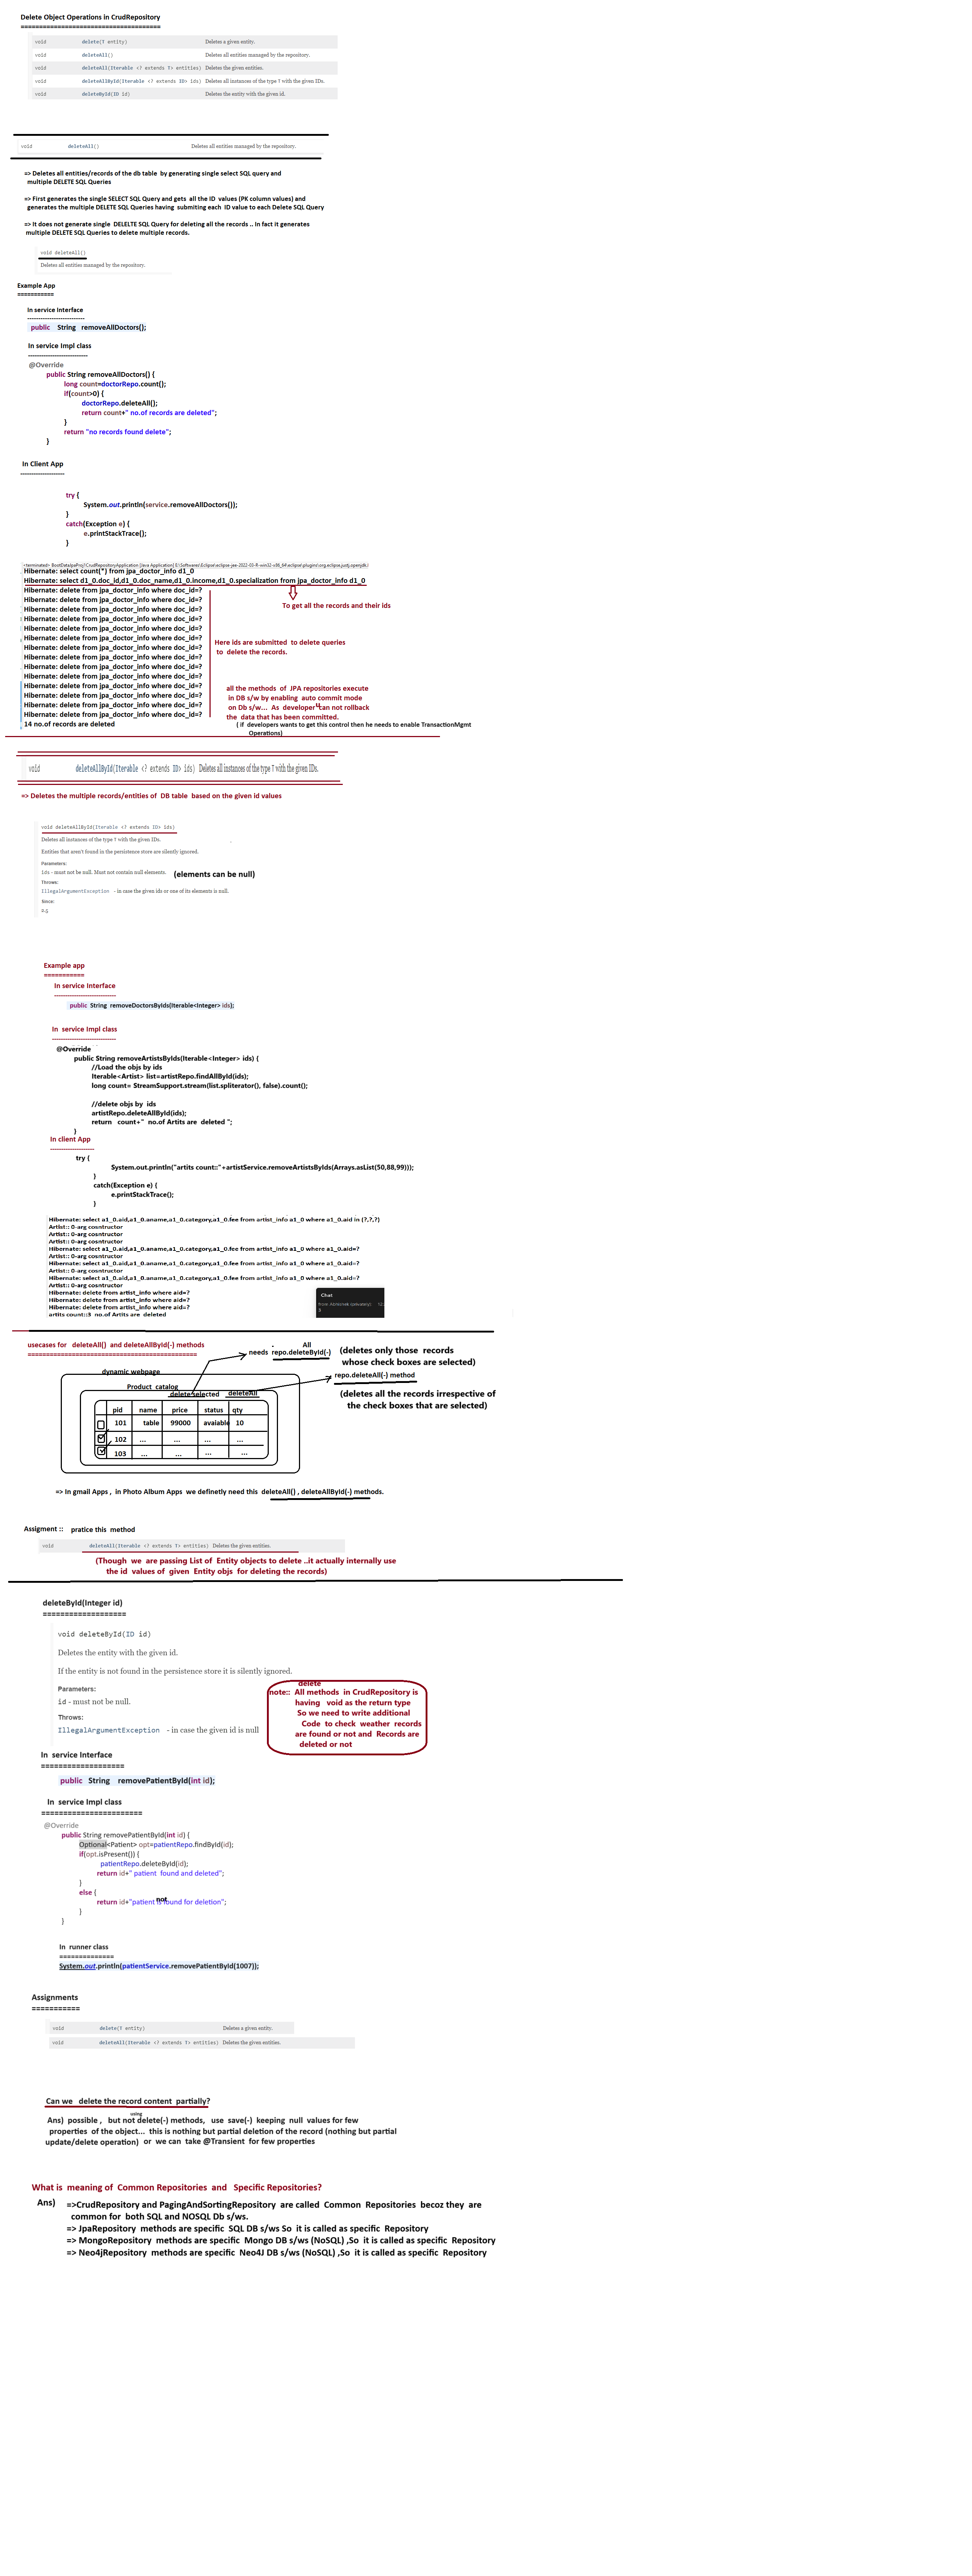 Delete Object Operations in CrudRepository
======================================
void delete(T entity) Deletes a given entity.
void deleteAll() Deletes all entities managed by the repository.
void deleteAll(Iterable <? extends T> entities) Deletes the given entities.
void deleteAllById(Iterable <? extends ID> ids) Deletes all instances of the type T with the given IDs.
void deleteById(ID id) Deletes the entity with the given id.
void deleteAll() Deletes all entities managed by the repository.
=> Deletes all entities/records of the db table by generating single select SQL query and
multiple DELETE SQL Queries
=> First generates the single SELECT SQL Query and gets all the ID values (PK column values) and
generates the multiple DELETE SQL Queries having submiting each ID value to each Delete SQL Query
=> It does not generate single DELELTE SQL Query for deleting all the records .. in fact it generates
multiple DELETE SQL Queries to delete multiple records.
void deleteAll()
Deletes all entities managed by the repository.
Example App
===========
In service Interface
--------------------------
public String removeAllDoctors();
In service Impl class
---------------------------
@Override
public String removeAllDoctors() {
long count=doctorRepo.count();
if(count>0) {
doctorRepo.deleteAll();
return count+" no.of records are deleted";
}
return "no records found delete";
}
In Client App
--------------------
try {
System.out.println(service.removeAllDoctors());
}
catch(Exception e) {
e.printStackTrace();
}
Hibernate: select count(*) from jpa_doctor_info d1_0
Hibernate: select d1_0.doc_id,d1_0.doc_name,d1_0.income,d1_0.specialization from jpa_doctor_info d1_0
Hibernate: delete from jpa_doctor_info where doc_id=?
Hibernate: delete from jpa_doctor_info where doc_id=?
To get all the records and their ids
Hibernate: delete from jpa_doctor_info where doc_id=?
Hibernate: delete from jpa_doctor_info where doc_id=?
Hibernate: delete from jpa_doctor_info where doc_id=?
Hibernate: delete from jpa_doctor_info where doc_id=?
Here ids are submitted to delete queries
Hibernate: delete from jpa_doctor_info where doc_id=?
to delete the records.
Hibernate: delete from jpa_doctor_info where doc_id=?
Hibernate: delete from jpa_doctor_info where doc_id=?
Hibernate: delete from jpa_doctor_info where doc_id=?
Hibernate: delete from jpa_doctor_info where doc_id=?
all the methods of JPA repositories execute
Hibernate: delete from jpa_doctor_info where doc_id=?
in DB s/w by enabling auto commit mode
Hibernate: delete from jpa_doctor_info where doc_id=?
on Db s/w... As developer can not rollback
Hibernate: delete from jpa_doctor_info where doc_id=?
the data that has been committed.
14 no.of records are deleted
( if developers wants to get this control then he needs to enable TransactionMgmt
Operations)
void deleteAllById(Iterable <? extends ID> ids) Deletes all instances of the type T with the given IDs.
=> Deletes the multiple records/entities of DB table based on the given id values
void deleteAllById(Iterable <? extends ID> ids)
Deletes all instances of the type T with the given IDs.
Entities that aren't found in the persistence store are silently ignored.
Parameters:
ids - must not be null. Must not contain null elements. (elements can be null)
Throws:
IllegalArgumentException - in case the given ids or one of its elements is null.
Since:
2.5
Example app
===========
In service Interface
----------------------------
public String removeDoctorsByIds(Iterable<Integer> ids);
In service Impl class
-----------------------------
@Override
public String removeArtistsByIds(Iterable<Integer> ids) {
//Load the objs by ids
Iterable<Artist> list=artistRepo.findAllById(ids);
long count= StreamSupport.stream(list.spliterator(), false).count();
//delete objs by ids
artistRepo.deleteAllById(ids);
return count+" no.of Artits are deleted ";
}
In client App
--------------------
try {
System.out.println("artits count::"+artistService.removeArtistsByIds(Arrays.asList(50,88,99)));
}
catch(Exception e) {
e.printStackTrace();
}
Hibernate: select a1_0.aid,a1_0.aname,a1_0.category,a1_0.fee from artist_info a1_0 where a1_0.aid in (?,?,?)
Artist:: 0-arg cosntructor
Artist:: 0-arg cosntructor
Artist:: 0-arg cosntructor
Hibernate: select a1_0.aid,a1_0.aname,a1_0.category,a1_0.fee from artist_info a1_0 where a1_0.aid=?
Artist:: 0-arg cosntructor
Hibernate: select a1_0.aid,a1_0.aname,a1_0.category,a1_0.fee from artist_info a1_0 where a1_0.aid=?
Artist:: 0-arg cosntructor
Hibernate: select a1_0.aid,a1_0.aname,a1_0.category,a1_0.fee from artist_info a1_0 where a1_0.aid=?
Artist:: 0-arg cosntructor
Hibernate: delete from artist_info where aid=?
Hibernate: delete from artist_info where aid=?
Hibernate: delete from artist_info where aid=?
artits count::3 no.of Artits are deleted
Chat
3
usecases for deleteAll() and deleteAllById(-) methods
==============================================
All
needs repo.deleteById(-)
(deletes only those records
whose check boxes are selected)
repo.deleteAll(-) method
(deletes all the records irrespective of
the check boxes that are selected)
dynamic webpage
Product catalog
delete selected deleteAll
pid name price status qty
101 table 99000 avaiable 10
102 ... ... ... ...
103 ... ... ... ...
=> In gmail Apps , in Photo Album Apps we definetly need this deleteAll() , deleteAllById(-) methods.
Assigment :: pratice this method
void deleteAll(Iterable <? extends T> entities) Deletes the given entities.
(Though we are passing List of Entity objects to delete ..it actually internally use
the id values of given Entity objs for deleting the records)
deleteById(Integer id)
===================
void deleteById(ID id)
Deletes the entity with the given id.
If the entity is not found in the persistence store it is silently ignored.
Parameters:
id - must not be null.
Throws:
IllegalArgumentException - in case the given id is null
delete
note:: All methods in CrudRepository is
having void as the return type
So we need to write additional
Code to check weather records
are found or not and Records are
deleted or not
In service Interface
===================
public String removePatientById(int id);
In service Impl class
=======================
@Override
public String removePatientById(int id) {
Optional<Patient> opt=patientRepo.findById(id);
if(opt.isPresent()) {
patientRepo.deleteById(id);
return id+" patient found and deleted";
}
else {
not
return id+"patient is found for deletion";
}
}
In runner class
==============
System.out.println(patientService.removePatientById(1007));
Assignments
===========
void delete(T entity) Deletes a given entity.
void deleteAll(Iterable <? extends T> entities) Deletes the given entities.
Can we delete the record content partially?
using
Ans) possible , but not delete(-) methods, use save(-) keeping null values for few
properties of the object... this is nothing but partial deletion of the record (nothing but partial
update/delete operation) or we can take @Transient for few properties
What is meaning of Common Repositories and Specific Repositories?
Ans) =>CrudRepository and PagingAndSortingRepository are called Common Repositories becoz they are
common for both SQL and NOSQL Db s/ws.
=> JpaRepository methods are specific SQL DB s/ws So it is called as specific Repository
=> MongoRepository methods are specific Mongo DB s/ws (NoSQL) ,So it is called as specific Repository
=> Neo4jRepository methods are specific Neo4J DB s/ws (NoSQL) ,So it is called as specific Repository